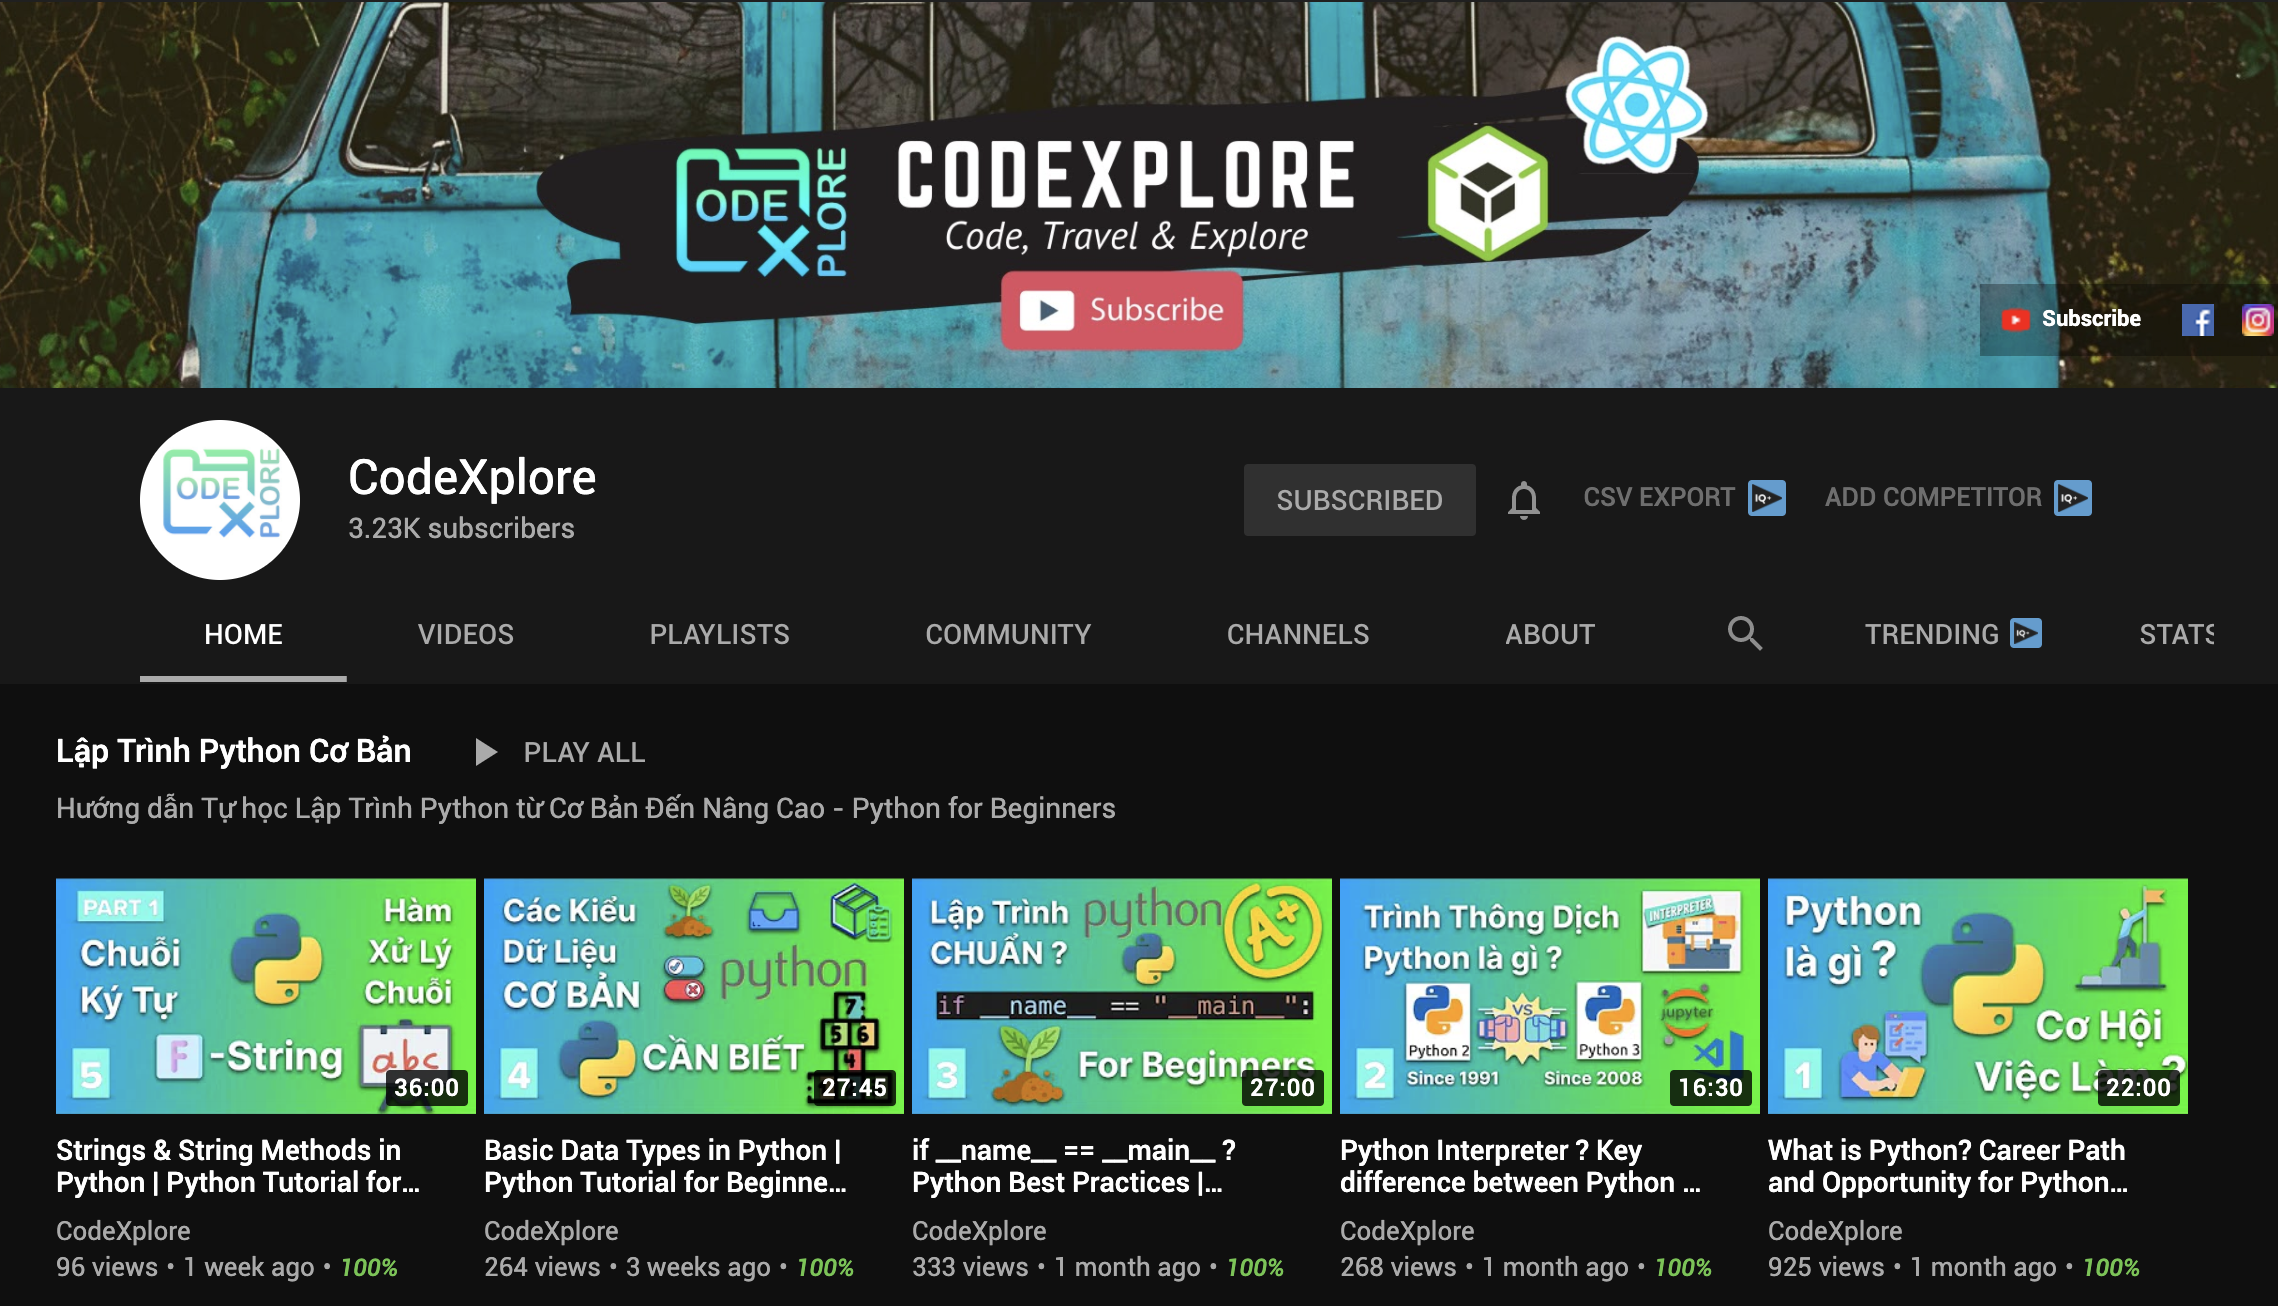 ODE
X
PLORE
CODEXPLORE
Code, Travel & Explore
Subscribe
Subscribe
ODE
X
PLORE
CodeXplore
3.23K subscribers
SUBSCRIBED
CSV EXPORT IQ+
ADD COMPETITOR IQ+
HOME VIDEOS PLAYLISTS COMMUNITY CHANNELS ABOUT TRENDING IQ+ STATS
Lập Trình Python Cơ Bản PLAY ALL
Hướng dẫn Tự học Lập Trình Python từ Cơ Bản Đến Nâng Cao - Python for Beginners
PART 1
Chuỗi
Ký Tự
Hàm
Xử Lý
Chuỗi
F-String
abc
5
36:00
Các Kiểu
Dữ Liệu
CƠ BẢN
python
CẦN BIẾT
7
5 6
4
4
27:45
Lập Trình
CHUẨN ?
python
A+
if __name__ == "__main__":
For Beginners
3
27:00
Trình Thông Dịch
Python là gì ?
INTERPRETER
Python 2
VS
Python 3
jupyter
Since 1991
Since 2008
2
16:30
Python
là gì ?
Cơ Hội
Việc Làm ?
1
22:00
Strings & String Methods in
Python | Python Tutorial for...
CodeXplore
96 views • 1 week ago • 100%
Basic Data Types in Python |
Python Tutorial for Beginne...
CodeXplore
264 views • 3 weeks ago • 100%
if __name__ == __main__ ?
Python Best Practices |...
CodeXplore
333 views • 1 month ago • 100%
Python Interpreter ? Key
difference between Python ...
CodeXplore
268 views • 1 month ago • 100%
What is Python? Career Path
and Opportunity for Python...
CodeXplore
925 views • 1 month ago • 100%